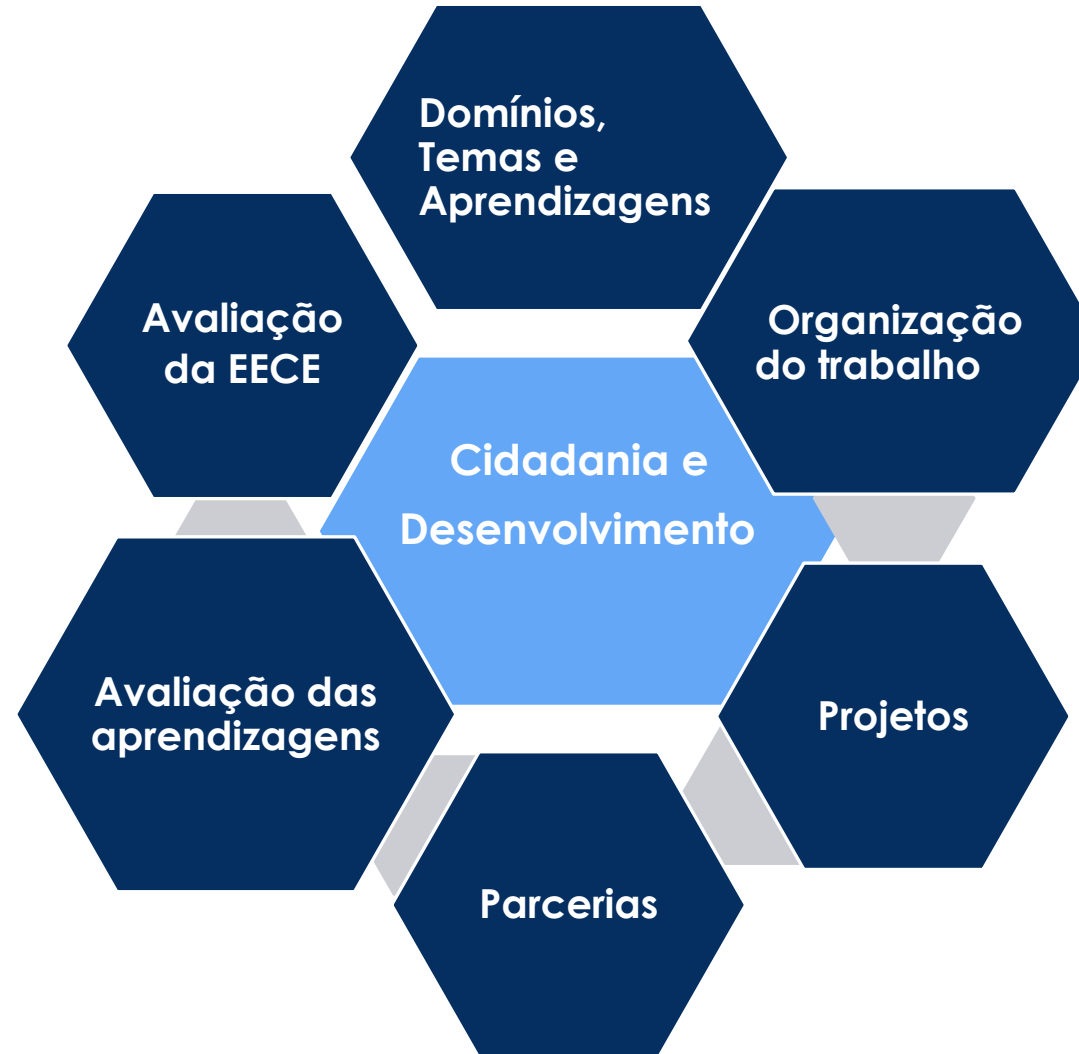 Domínios,
Temas e
Aprendizagens
Organização
do trabalho
Avaliação
da EECE
Cidadania e
Desenvolvimento
Avaliação das
aprendizagens
Projetos
Parcerias